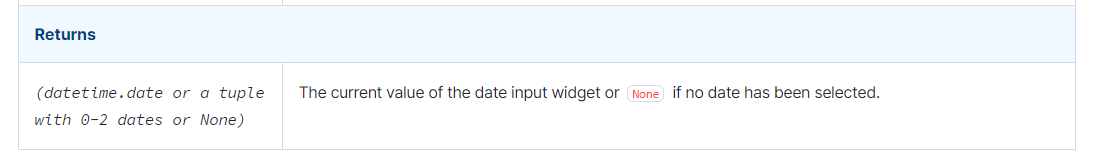 Returns
(datetime.date or a tuple
with 0-2 dates or None)
The current value of the date input widget or None if no date has been selected.